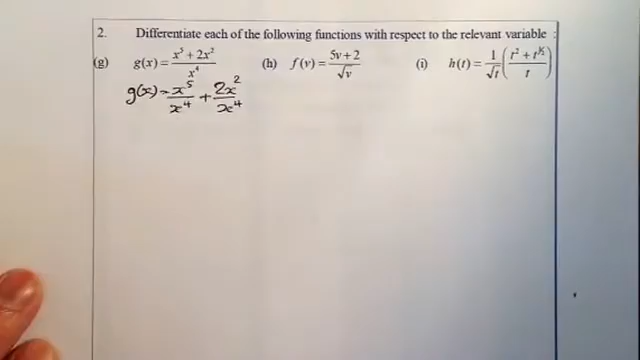 2. Differentiate each of the following functions with respect to the relevant variable :
(g) g(x) = (x⁵ + 2x²)/x⁴ (h) f(v) = (5v + 2)/√v (i) h(t) = 1/√t ((t² + t^½)/t)
g(x) = x⁵/x⁴ + 2x²/x⁴